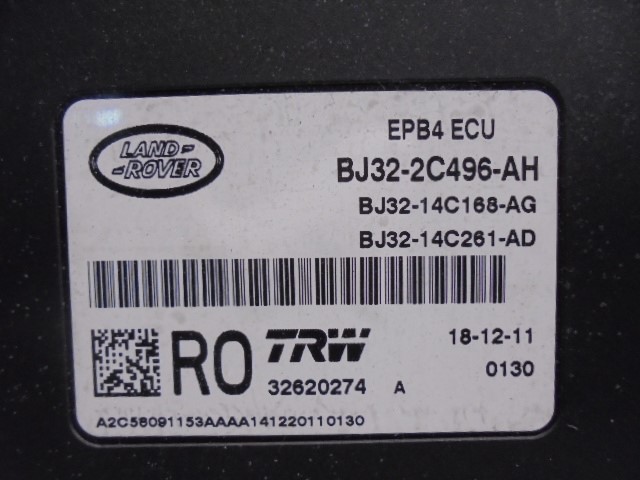 LAND-
-ROVER
EPB4 ECU
BJ32-2C496-AH
BJ32-14C168-AG
BJ32-14C261-AD
RO
TRW
18-12-11
32620274 A
0130
A2C58091153AAAA141220110130